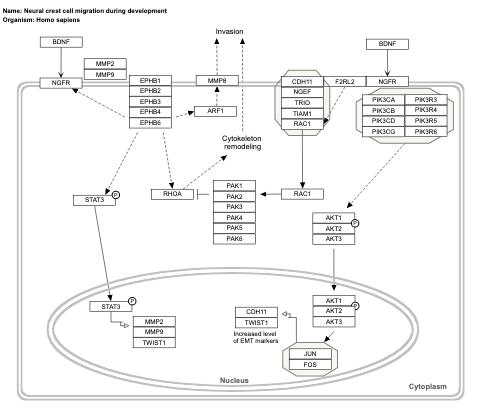 Name: Neural crest cell migration during development
Organism: Homo sapiens
Invasion
BDNF
BDNF
MMP2
MMP9
NGFR
EPHB1
EPHB2
EPHB3
EPHB4
EPHB6
MMP8
ARF1
CDH11
NGEF
TRIO
TIAM1
RAC1
F2RL2
NGFR
PIK3CA PIK3R3
PIK3CB PIK3R4
PIK3CD PIK3R5
PIK3CG PIK3R6
Cytokeleton
remodeling
STAT3
P
RHOA
PAK1
PAK2
PAK3
PAK4
PAK5
PAK6
RAC1
AKT1
P
AKT2
AKT3
STAT3
P
MMP2
MMP9
TWIST1
CDH11
TWIST1
Increased level
of EMT markers
AKT1
P
AKT2
AKT3
JUN
FOS
Nucleus
Cytoplasm